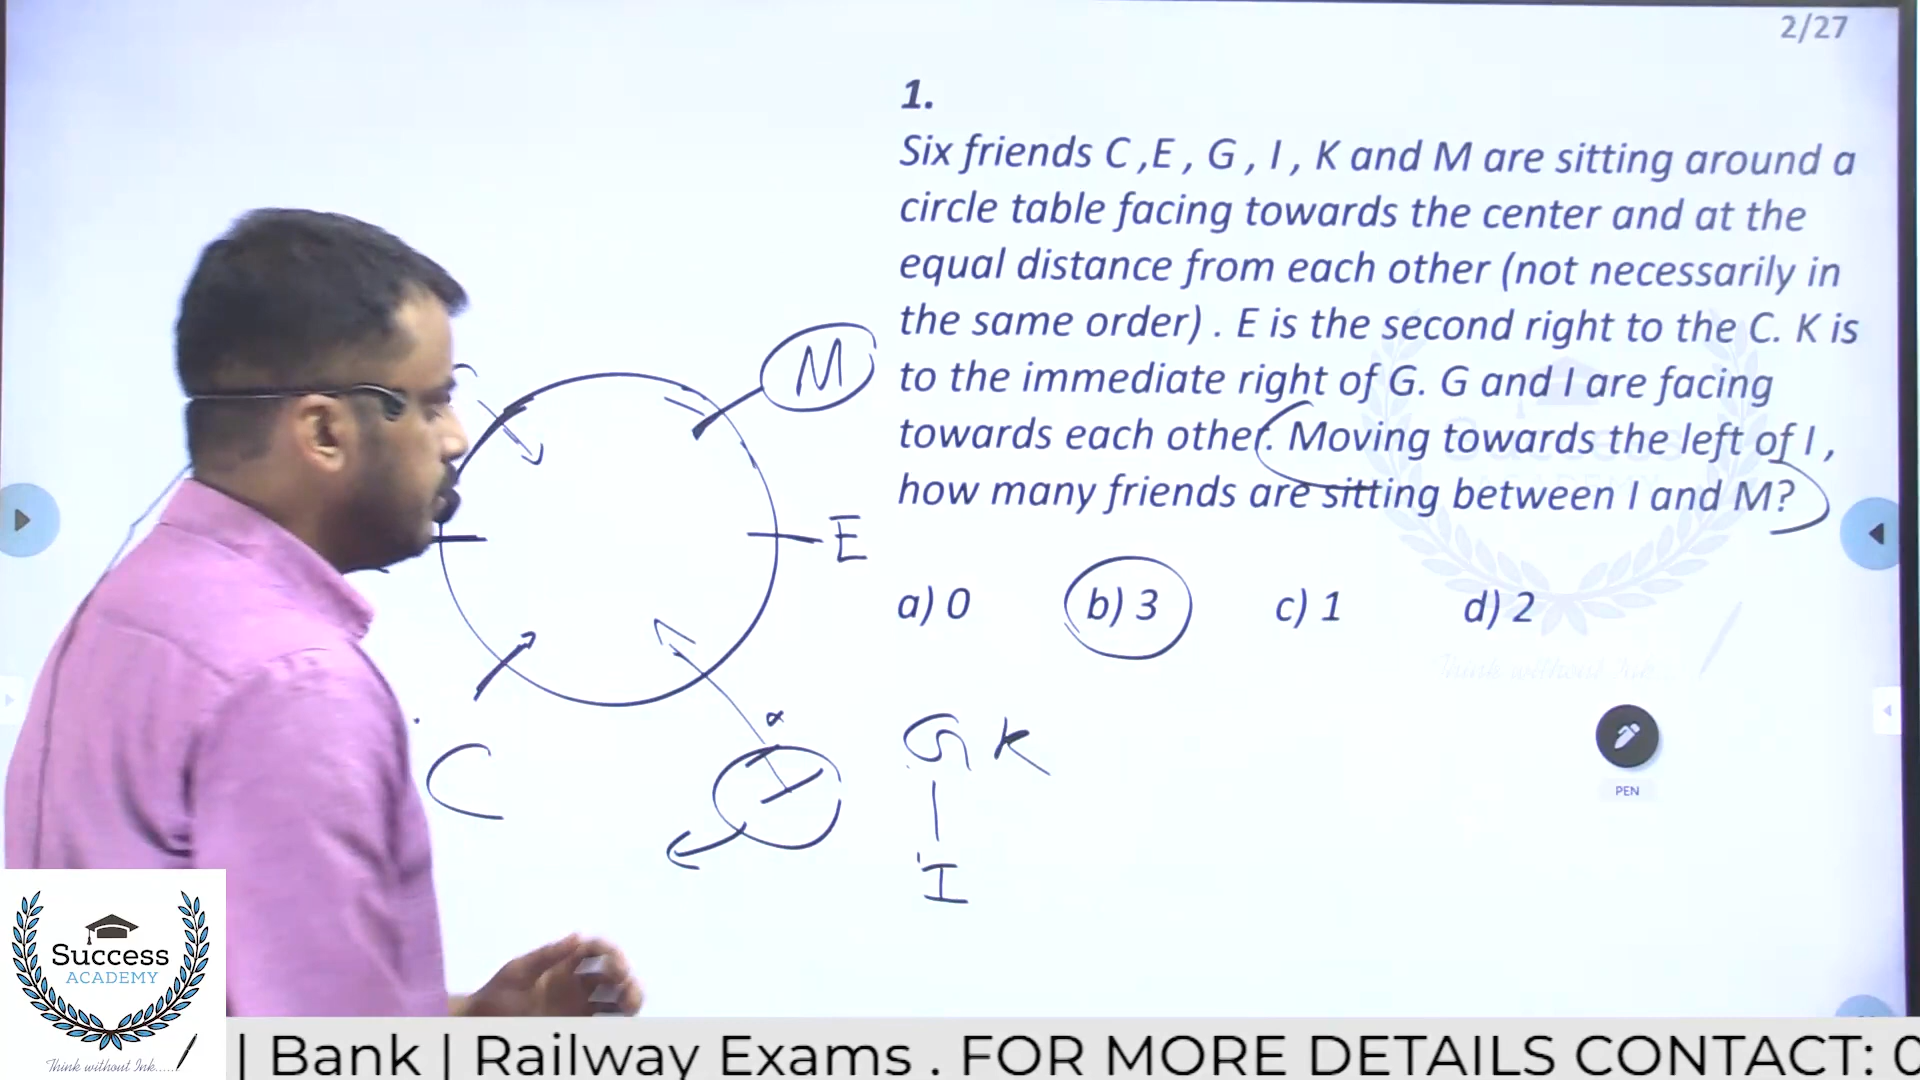 2/27
1.
Six friends C ,E , G , I , K and M are sitting around a
circle table facing towards the center and at the
equal distance from each other (not necessarily in
the same order) . E is the second right to the C. K is
to the immediate right of G. G and I are facing
towards each other. Moving towards the left of I ,
how many friends are sitting between I and M?
a) 0 b) 3 c) 1 d) 2
M
E
C
I
G K
I
PEN
Success
ACADEMY
Think without Ink.....
| Bank | Railway Exams . FOR MORE DETAILS CONTACT: 0